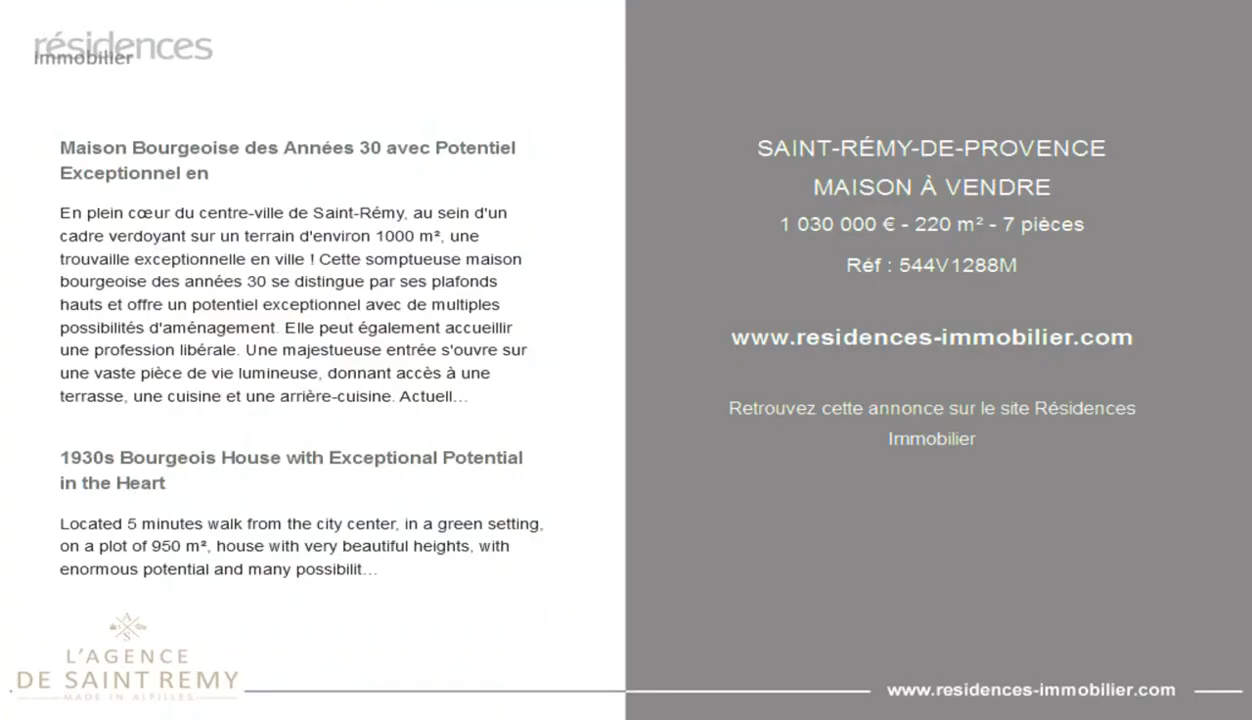 résidences
Immobilier
Maison Bourgeoise des Années 30 avec Potentiel
Exceptionnel en
En plein cœur du centre-ville de Saint-Rémy, au sein d'un
cadre verdoyant sur un terrain d'environ 1000 m², une
trouvaille exceptionnelle en ville ! Cette somptueuse maison
bourgeoise des années 30 se distingue par ses plafonds
hauts et offre un potentiel exceptionnel avec de multiples
possibilités d'aménagement. Elle peut également accueillir
une profession libérale. Une majestueuse entrée s'ouvre sur
une vaste pièce de vie lumineuse, donnant accès à une
terrasse, une cuisine et une arrière-cuisine. Actuell...
1930s Bourgeois House with Exceptional Potential
in the Heart
Located 5 minutes walk from the city center, in a green setting,
on a plot of 950 m², house with very beautiful heights, with
enormous potential and many possibilit...
A
S
L'AGENCE
DE SAINT REMY
MADE IN ALPILLES
SAINT-RÉMY-DE-PROVENCE
MAISON À VENDRE
1 030 000 € - 220 m² - 7 pièces
Réf : 544V1288M
www.residences-immobilier.com
Retrouvez cette annonce sur le site Résidences
Immobilier
www.residences-immobilier.com